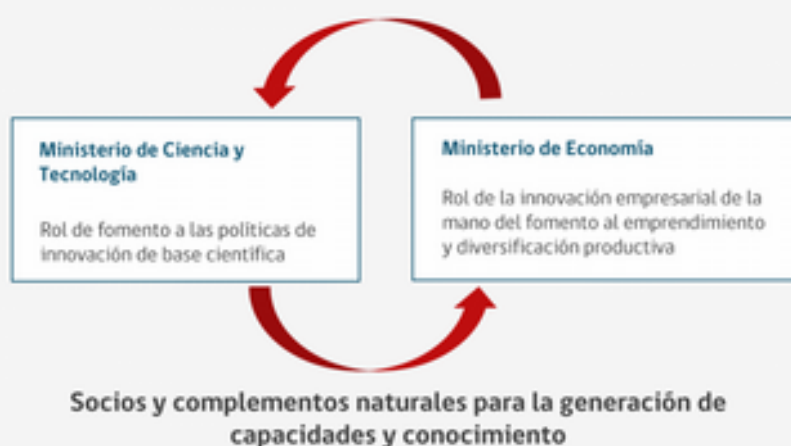 Ministerio de Ciencia y
Tecnología
Rol de fomento a las políticas de
innovación de base científica
Ministerio de Economía
Rol de la innovación empresarial de la
mano del fomento al emprendimiento
y diversificación productiva
Socios y complementos naturales para la generación de
capacidades y conocimiento